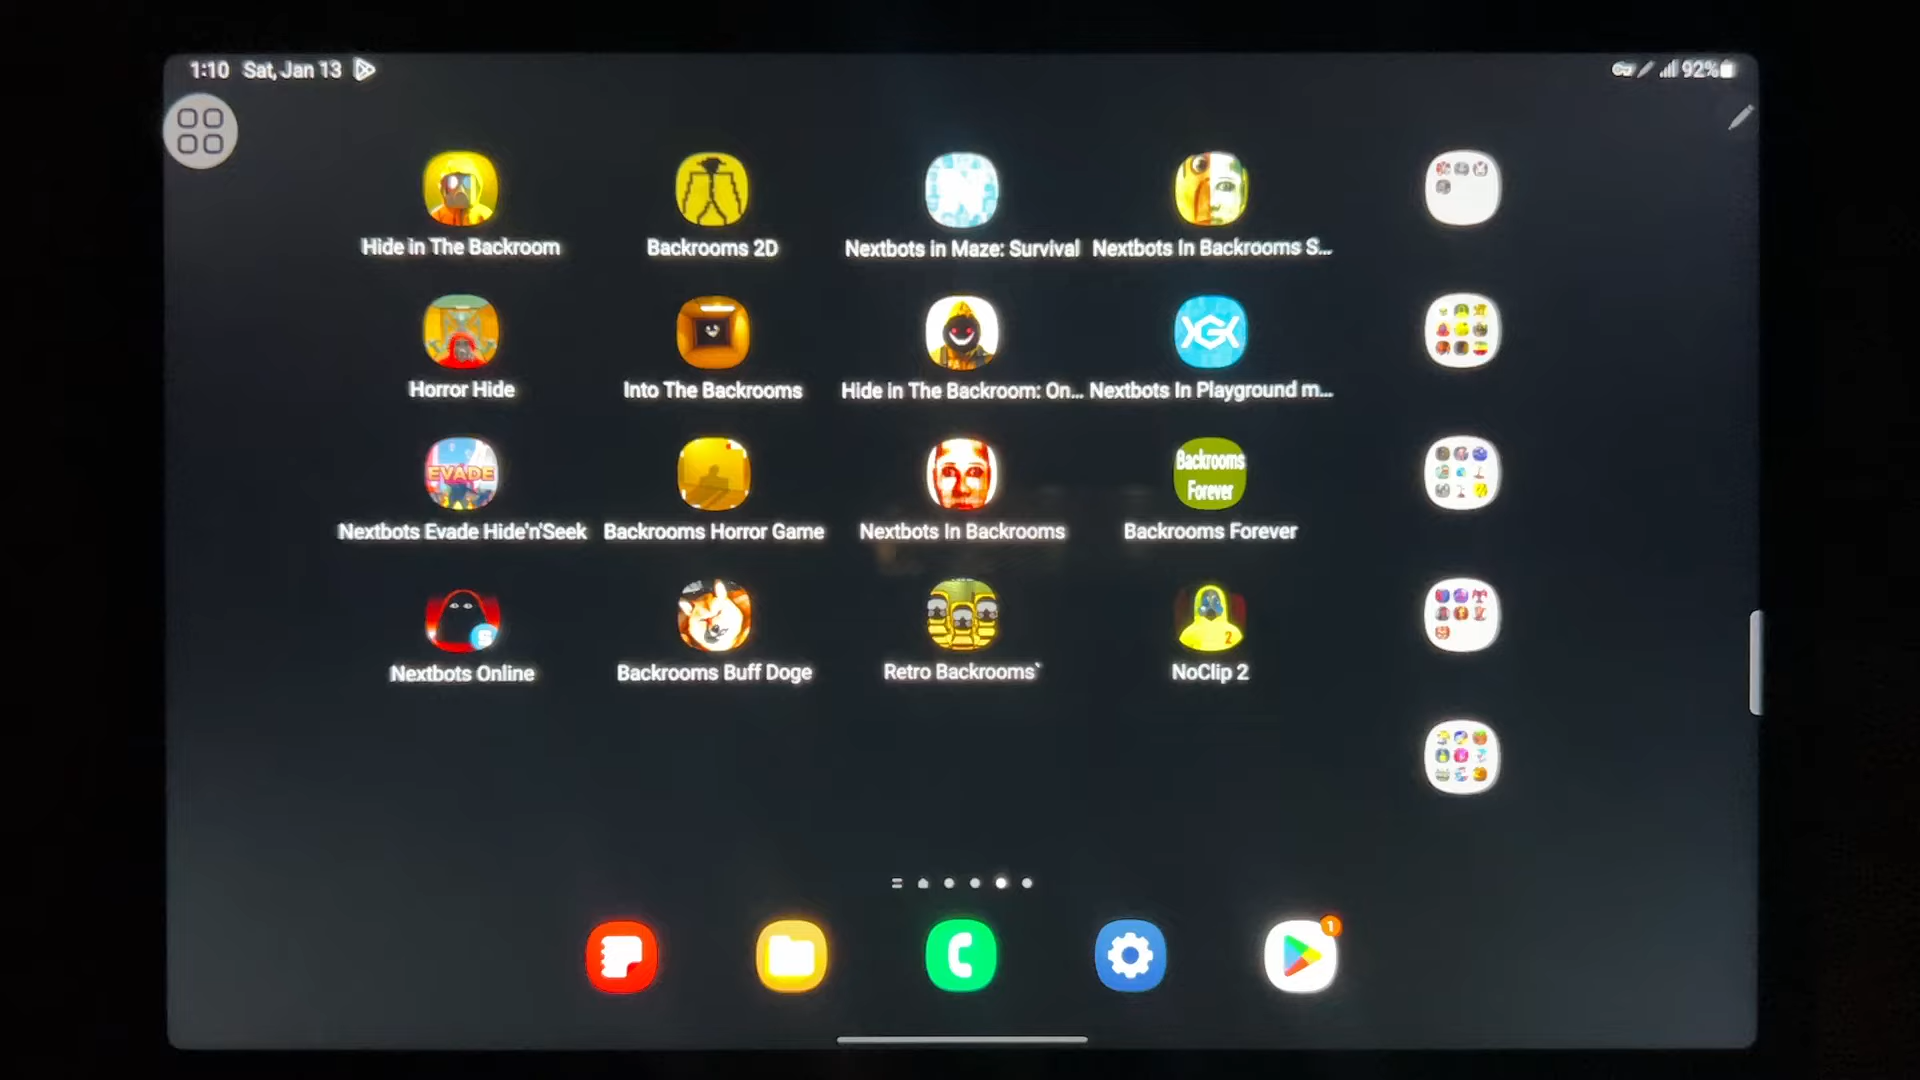 1:10 Sat, Jan 13
92%
Hide in The Backroom
Backrooms 2D
Nextbots in Maze: Survival
Nextbots In Backrooms S...
Horror Hide
Into The Backrooms
Hide in The Backroom: On...
Nextbots In Playground m...
EVADE
Backrooms
Forever
Nextbots Evade Hide'n'Seek
Backrooms Horror Game
Nextbots In Backrooms
Backrooms Forever
S
2
Nextbots Online
Backrooms Buff Doge
Retro Backrooms`
NoClip 2
1